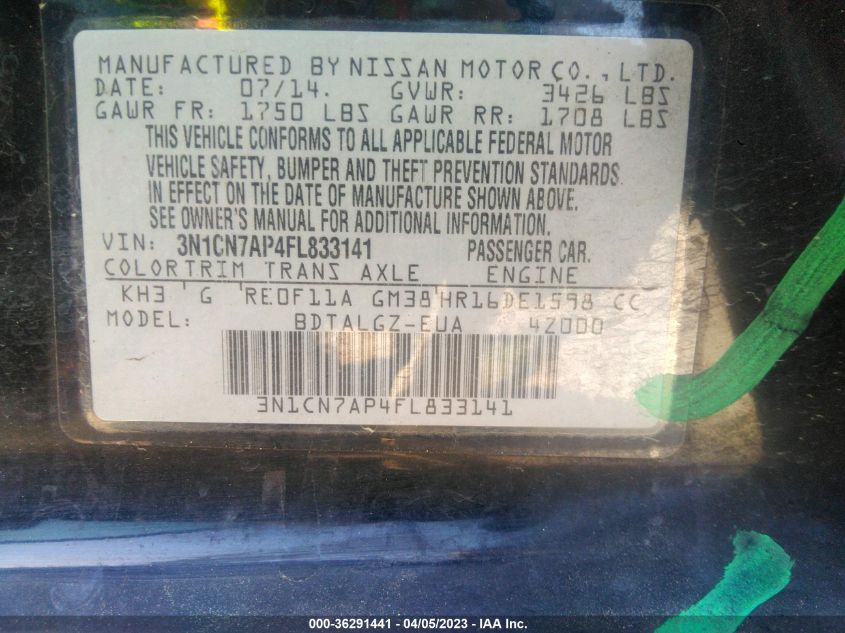 MANUFACTURED BY NISSAN MOTOR CO., LTD.
DATE: 07/14. GVWR: 3426 LBS
GAWR FR: 1750 LBS GAWR RR: 1708 LBS
THIS VEHICLE CONFORMS TO ALL APPLICABLE FEDERAL MOTOR
VEHICLE SAFETY, BUMPER AND THEFT PREVENTION STANDARDS
IN EFFECT ON THE DATE OF MANUFACTURE SHOWN ABOVE.
SEE OWNER'S MANUAL FOR ADDITIONAL INFORMATION.
VIN: 3N1CN7AP4FL833141 PASSENGER CAR.
COLOR TRIM TRANS AXLE ENGINE
KH3 G RE0F11A GM38 HR16DE1598 CC
MODEL: BDTALGZ-EUA 42000
3N1CN7AP4FL833141
000-36291441 - 04/05/2023 - IAA Inc.